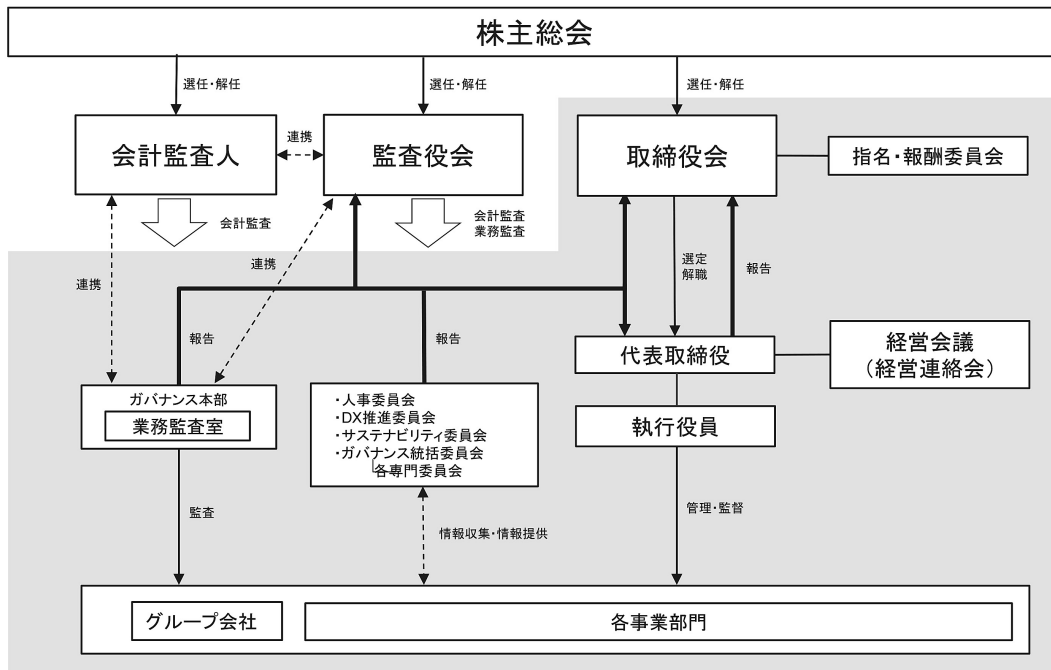 株主総会
選任・解任
選任・解任
選任・解任
会計監査人
連携
監査役会
取締役会
指名・報酬委員会
会計監査
会計監査
業務監査
連携
連携
選定
解職
報告
報告
報告
代表取締役
経営会議
（経営連絡会）
ガバナンス本部
業務監査室
・人事委員会
・DX推進委員会
・サステナビリティ委員会
・ガバナンス統括委員会
各専門委員会
執行役員
監査
情報収集・情報提供
管理・監督
グループ会社
各事業部門